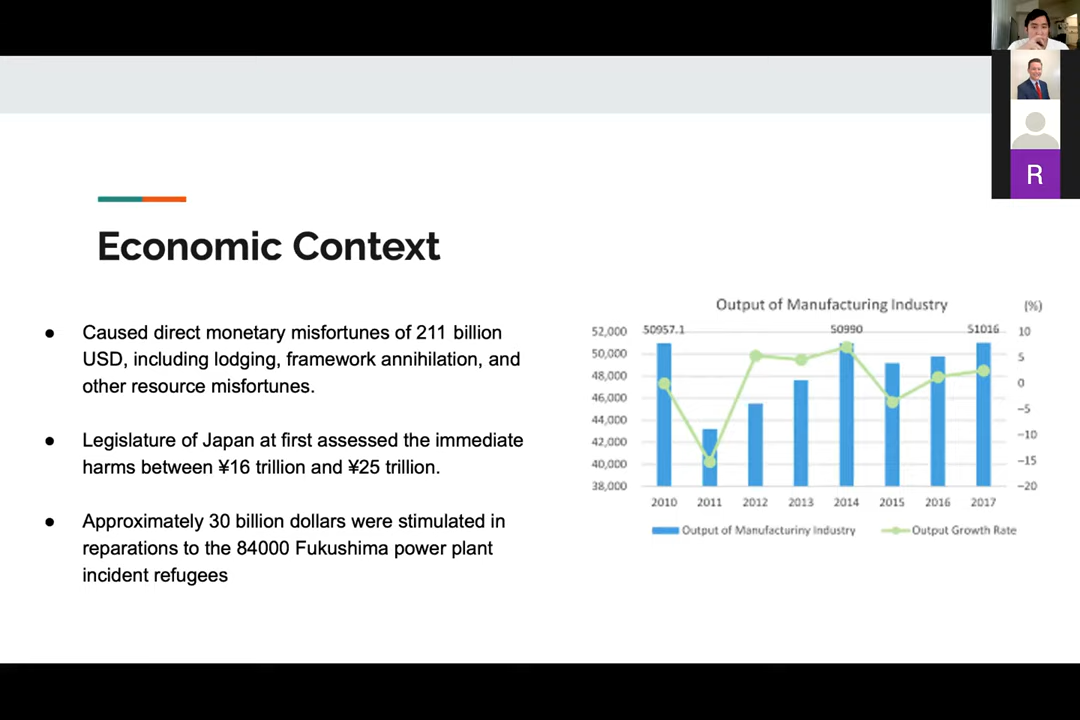 R
Economic Context
● Caused direct monetary misfortunes of 211 billion
USD, including lodging, framework annihilation, and
other resource misfortunes.
● Legislature of Japan at first assessed the immediate
harms between ¥16 trillion and ¥25 trillion.
● Approximately 30 billion dollars were stimulated in
reparations to the 84000 Fukushima power plant
incident refugees
Output of Manufacturing Industry (%)
52,000 50957.1 50990 51016 10
50,000 5
48,000 0
46,000 -5
44,000 -10
42,000 -15
40,000 -20
38,000
2010 2011 2012 2013 2014 2015 2016 2017
Output of Manufacturiny Industry Output Growth Rate